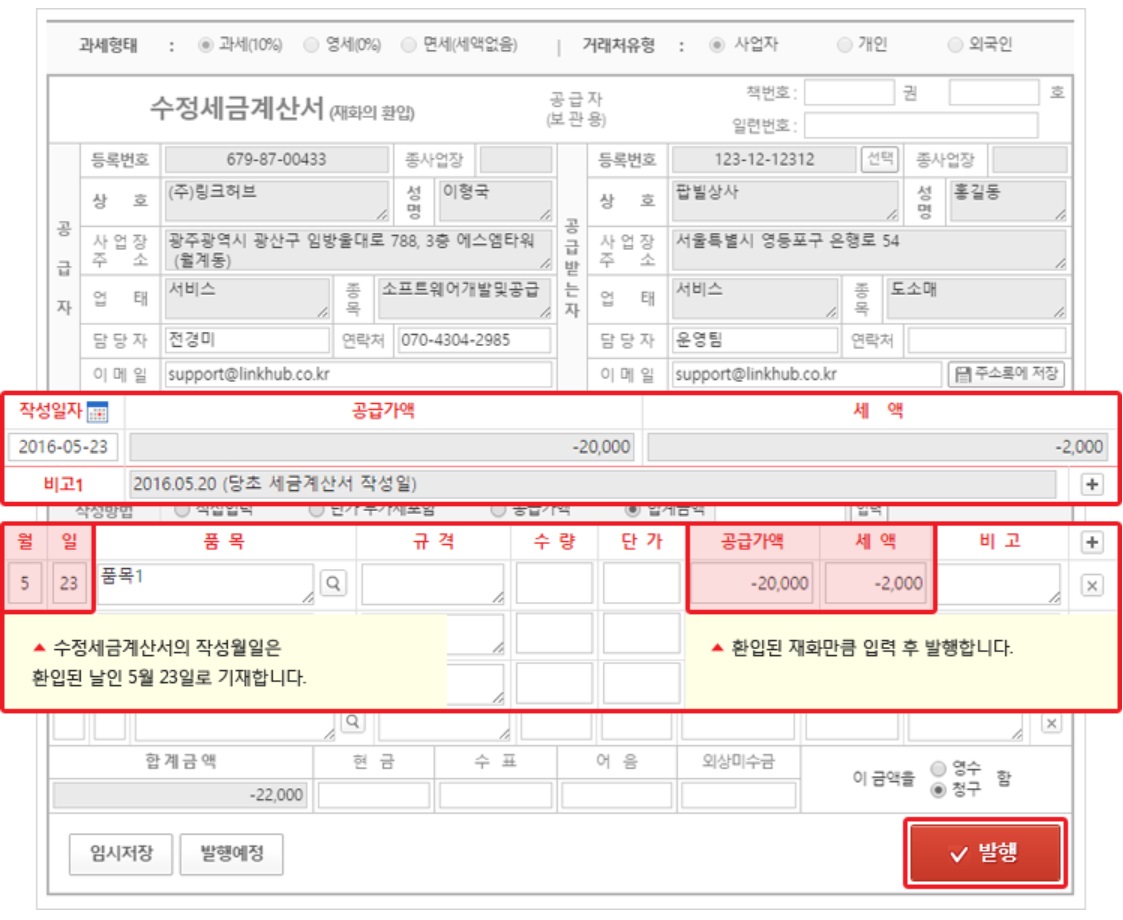 과세형태 : 과세(10%) 영세(0%) 면세(세액없음) | 거래처유형 : 사업자 개인 외국인
수정세금계산서 (재화의 환입)
공급자
(보관용)
책번호: 권 호
일련번호:
공급자
등록번호 679-87-00433 종사업장
상 호 (주)링크허브 성명 이형국
사업장주소 광주광역시 광산구 임방울대로 788, 3층 에스엠타워
(월계동)
업 태 서비스 종목 소프트웨어개발및공급
담당자 전경미 연락처 070-4304-2985
이메일 support@linkhub.co.kr
공급받는자
등록번호 123-12-12312 선택 종사업장
상 호 팝빌상사 성명 홍길동
사업장주소 서울특별시 영등포구 은행로 54
업 태 서비스 종목 도소매
담당자 운영팀 연락처
이메일 support@linkhub.co.kr 주소록에 저장
작성일자 공급가액 세 액
2016-05-23 -20,000 -2,000
비고1 2016.05.20 (당초 세금계산서 작성일)
작성방법 직접입력 단가 부가세포함 공급가액 합계금액 입력
월 일 품 목 규 격 수 량 단 가 공급가액 세 액 비 고
5 23 품목1 -20,000 -2,000
▲ 수정세금계산서의 작성월일은
환입된 날인 5월 23일로 기재합니다.
▲ 환입된 재화만큼 입력 후 발행합니다.
합계금액 현 금 수 표 어 음 외상미수금
-22,000
이 금액을 영수 청구 함
임시저장 발행예정 발행